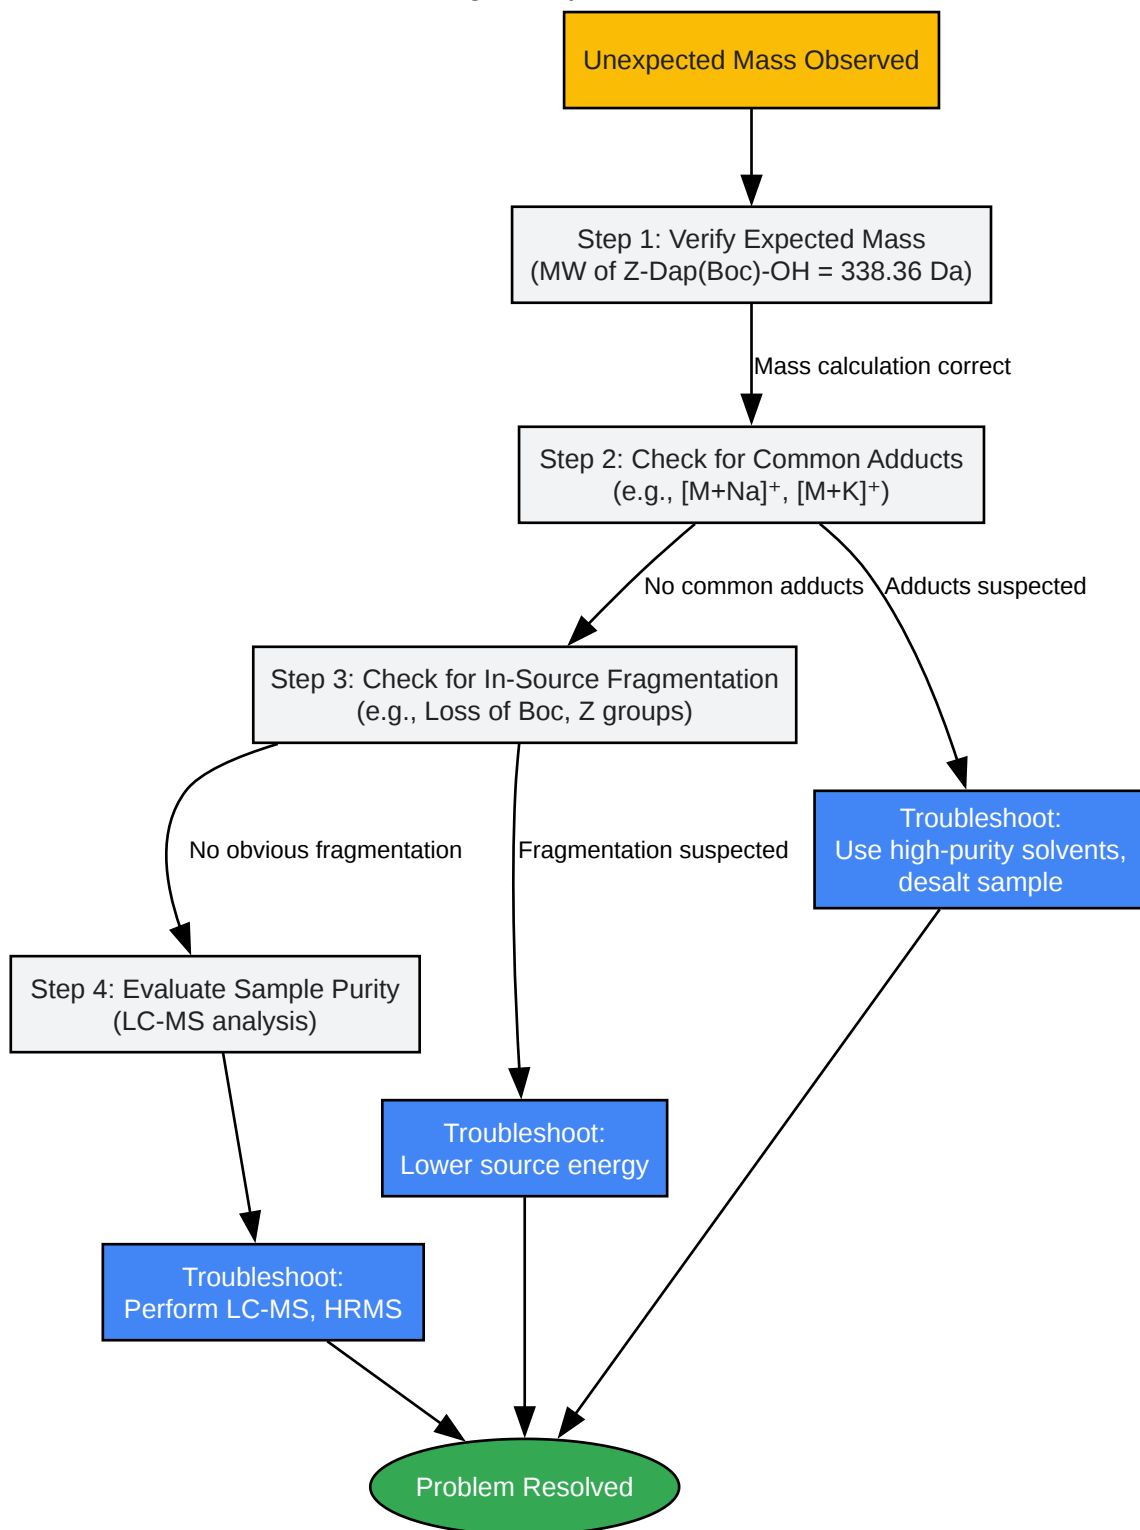 Unexpected Mass Observed
Step 1: Verify Expected Mass
(MW of Z-Dap(Boc)-OH = 338.36 Da)
Mass calculation correct
Step 2: Check for Common Adducts
(e.g., [M+Na]⁺, [M+K]⁺)
No common adducts
Adducts suspected
Step 3: Check for In-Source Fragmentation
(e.g., Loss of Boc, Z groups)
Troubleshoot:
Use high-purity solvents,
desalt sample
No obvious fragmentation
Fragmentation suspected
Step 4: Evaluate Sample Purity
(LC-MS analysis)
Troubleshoot:
Lower source energy
Troubleshoot:
Perform LC-MS, HRMS
Problem Resolved